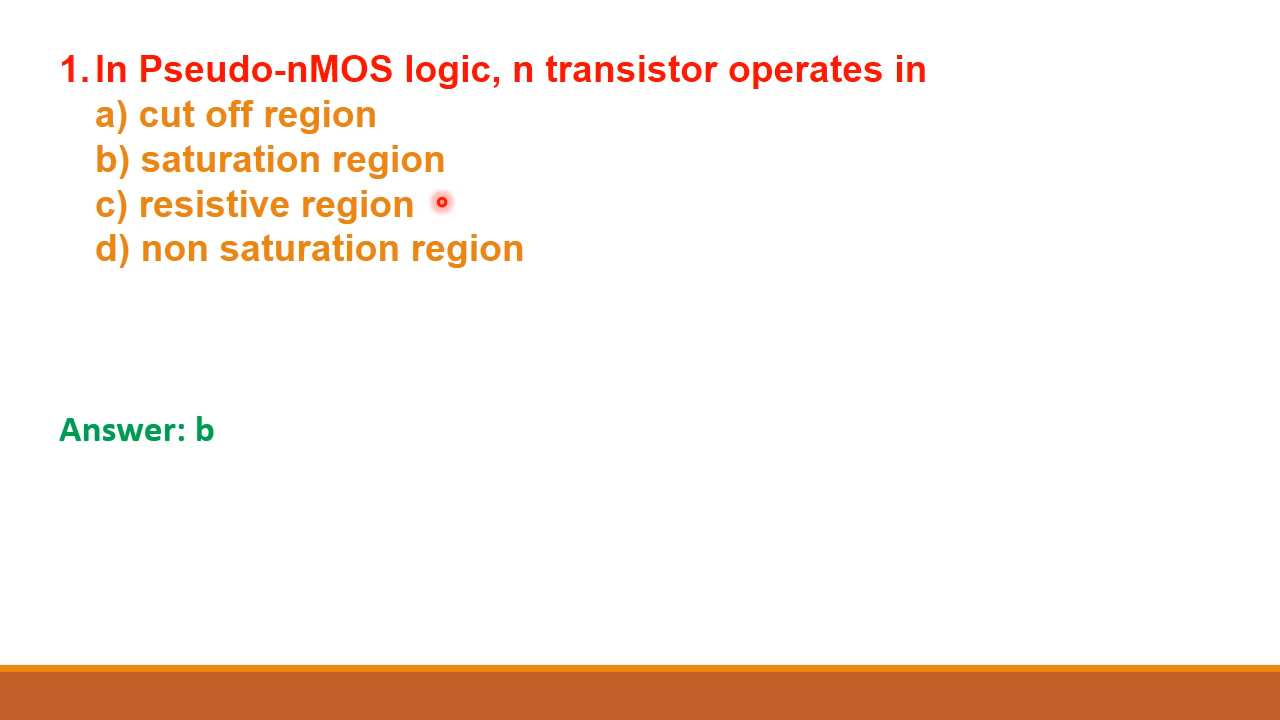 1. In Pseudo-nMOS logic, n transistor operates in
a) cut off region
b) saturation region
c) resistive region
d) non saturation region
Answer: b